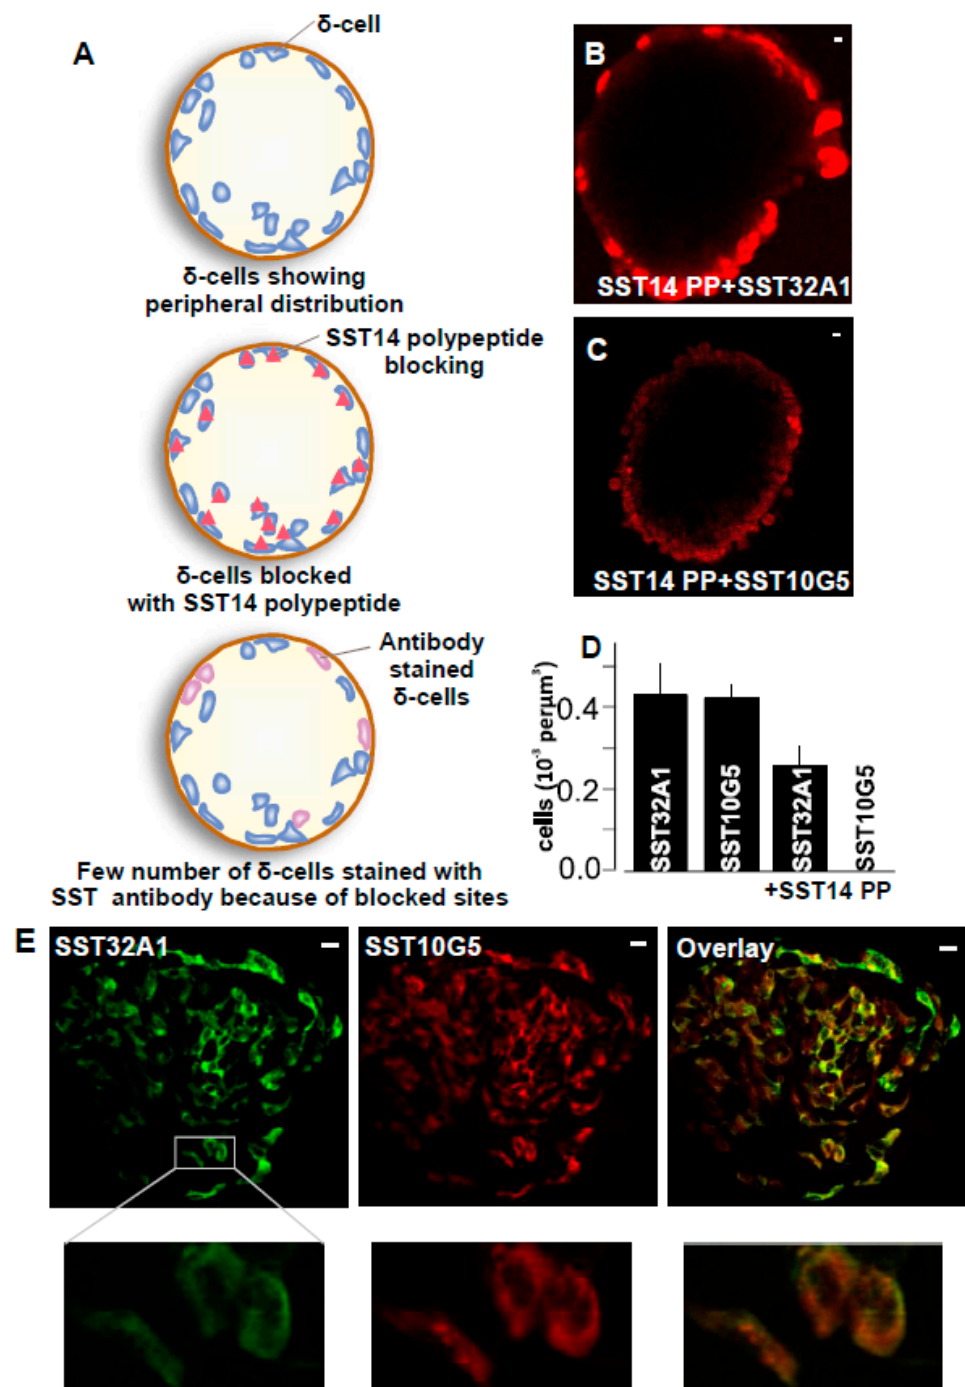 A
δ-cell
δ-cells showing
peripheral distribution
SST14 polypeptide
blocking
δ-cells blocked
with SST14 polypeptide
Antibody
stained
δ-cells
Few number of δ-cells stained with
SST antibody because of blocked sites
B
SST14 PP+SST32A1
C
SST14 PP+SST10G5
D
cells (10⁻³ perµm³)
0.4
0.2
0.0
SST32A1
SST10G5
SST32A1
SST10G5
+SST14 PP
E
SST32A1
SST10G5
Overlay